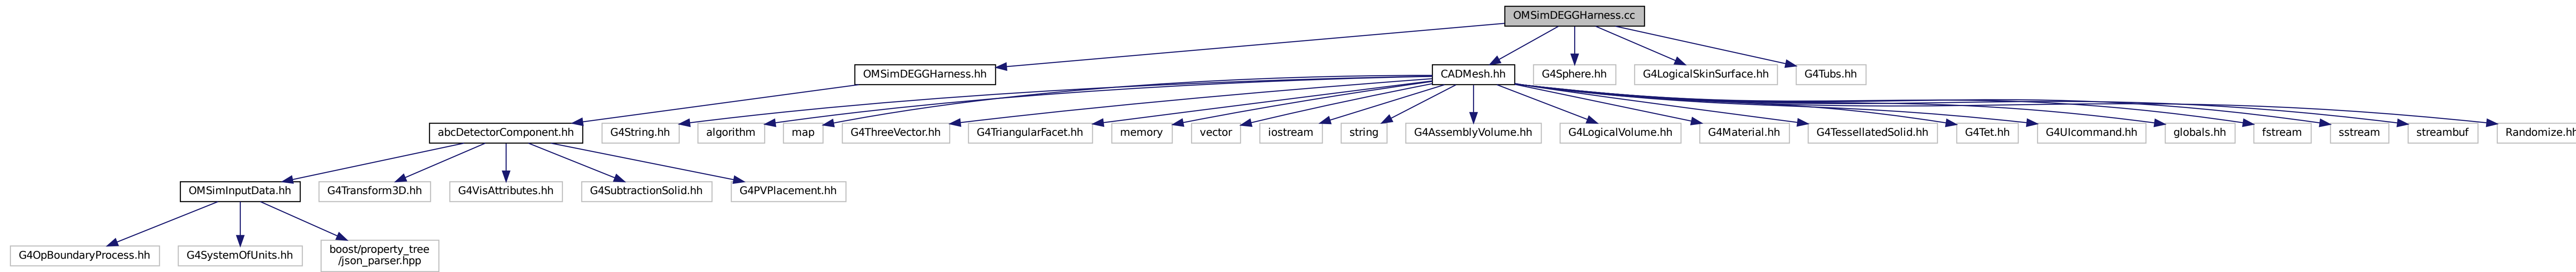 OMSimDEGGHarness.cc
OMSimDEGGHarness.hh
CADMesh.hh
G4Sphere.hh
G4LogicalSkinSurface.hh
G4Tubs.hh
abcDetectorComponent.hh
G4String.hh
algorithm
map
G4ThreeVector.hh
G4TriangularFacet.hh
memory
vector
iostream
string
G4AssemblyVolume.hh
G4LogicalVolume.hh
G4Material.hh
G4TessellatedSolid.hh
G4Tet.hh
G4UIcommand.hh
globals.hh
fstream
sstream
streambuf
Randomize.hh
OMSimInputData.hh
G4Transform3D.hh
G4VisAttributes.hh
G4SubtractionSolid.hh
G4PVPlacement.hh
G4OpBoundaryProcess.hh
G4SystemOfUnits.hh
boost/property_tree
/json_parser.hpp